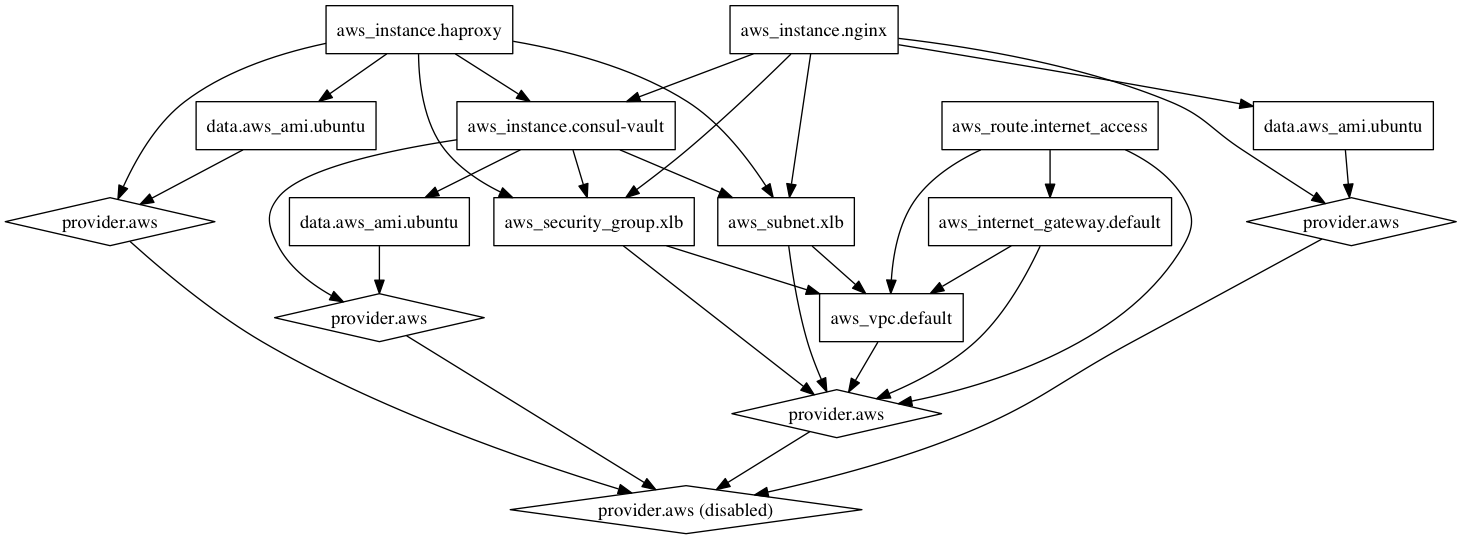 aws_instance.haproxy
aws_instance.nginx
data.aws_ami.ubuntu
aws_instance.consul-vault
aws_route.internet_access
data.aws_ami.ubuntu
provider.aws
data.aws_ami.ubuntu
aws_security_group.xlb
aws_subnet.xlb
aws_internet_gateway.default
provider.aws
provider.aws
aws_vpc.default
provider.aws
provider.aws (disabled)